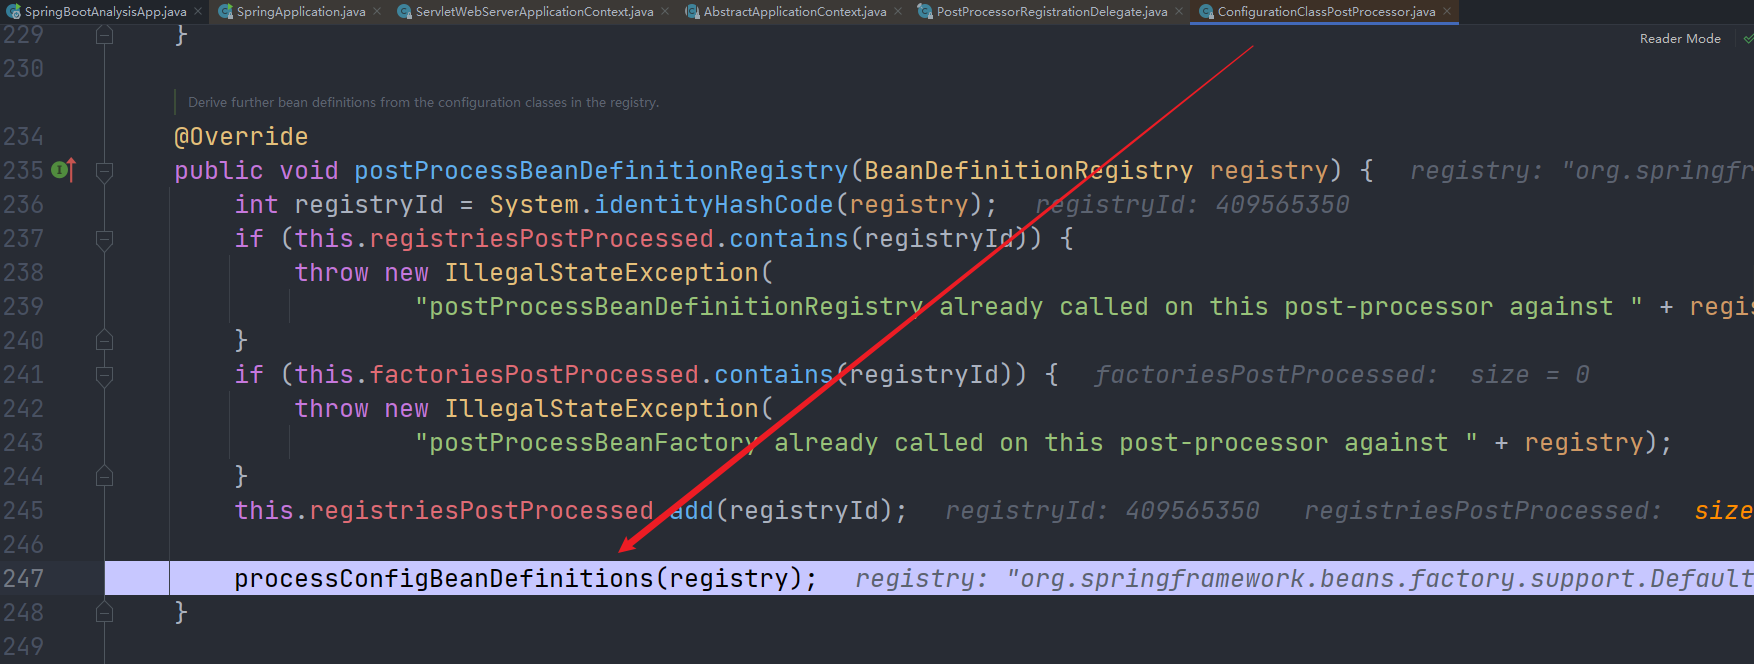 SpringBootAnalysisApp.java SpringApplication.java ServletWebServerApplicationContext.java AbstractApplicationContext.java PostProcessorRegistrationDelegate.java ConfigurationClassPostProcessor.java
Reader Mode
229 }
230
Derive further bean definitions from the configuration classes in the registry.
234 @Override
235 public void postProcessBeanDefinitionRegistry(BeanDefinitionRegistry registry) { registry: "org.springfr
236 int registryId = System.identityHashCode(registry); registryId: 409565350
237 if (this.registriesPostProcessed.contains(registryId)) {
238 throw new IllegalStateException(
239 "postProcessBeanDefinitionRegistry already called on this post-processor against " + regis
240 }
241 if (this.factoriesPostProcessed.contains(registryId)) { factoriesPostProcessed: size = 0
242 throw new IllegalStateException(
243 "postProcessBeanFactory already called on this post-processor against " + registry);
244 }
245 this.registriesPostProcessed.add(registryId); registryId: 409565350 registriesPostProcessed: size
246
247 processConfigBeanDefinitions(registry); registry: "org.springframework.beans.factory.support.Default
248 }
249